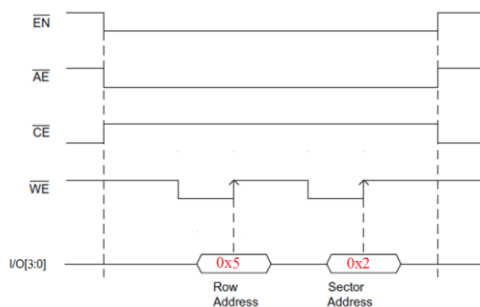 EN
AE
CE
WE
I/O[3:0]
0x5
0x2
Row
Address
Sector
Address